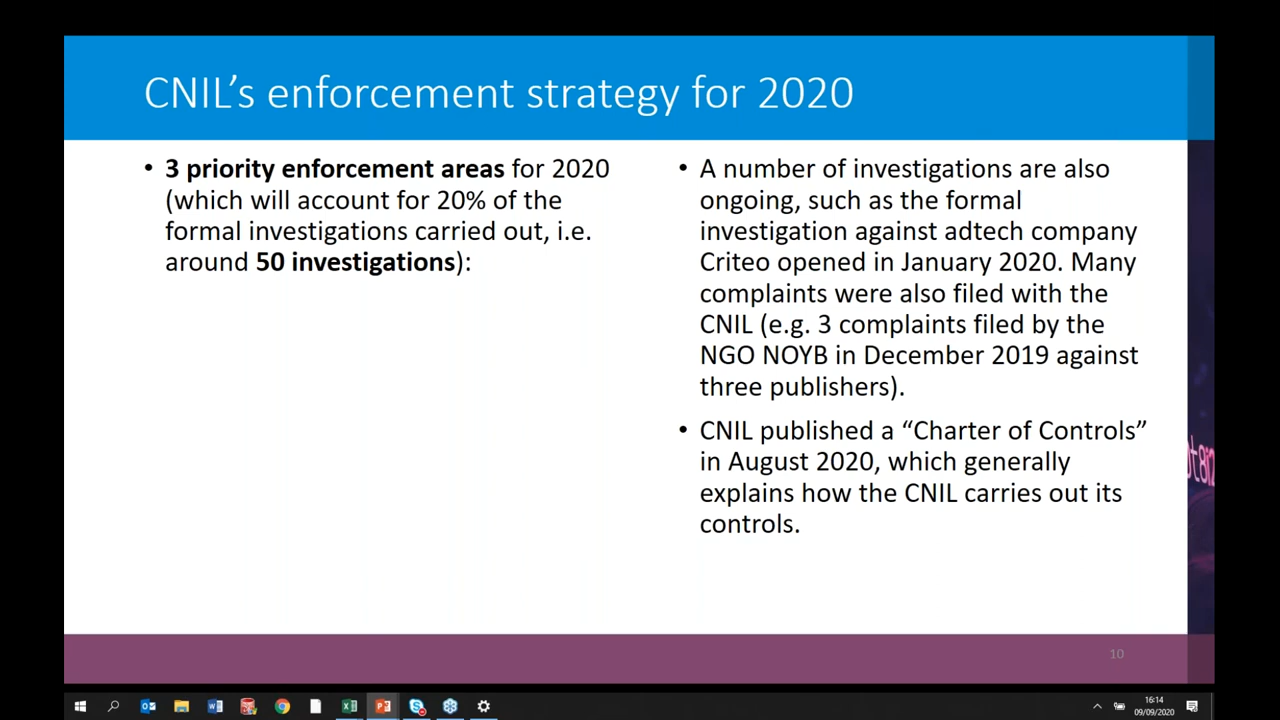 CNIL’s enforcement strategy for 2020
• 3 priority enforcement areas for 2020
(which will account for 20% of the
formal investigations carried out, i.e.
around 50 investigations):
• A number of investigations are also
ongoing, such as the formal
investigation against adtech company
Criteo opened in January 2020. Many
complaints were also filed with the
CNIL (e.g. 3 complaints filed by the
NGO NOYB in December 2019 against
three publishers).
• CNIL published a “Charter of Controls”
in August 2020, which generally
explains how the CNIL carries out its
controls.
10
16:14
09/09/2020